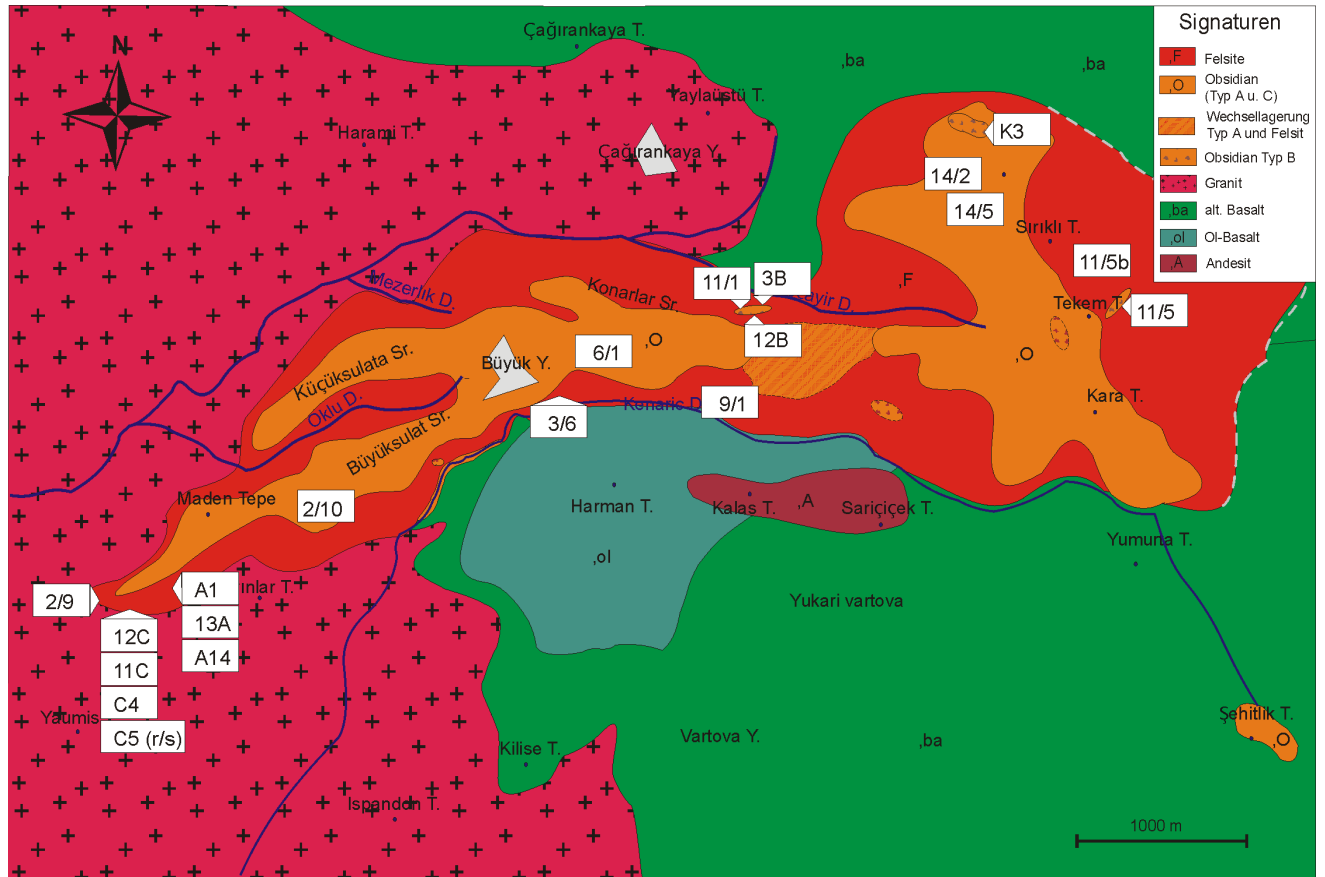 Signaturen
,F Felsite
,O Obsidian
(Typ A u. C)
Wechsellagerung
Typ A und Felsit
Obsidian Typ B
Granit
,ba alt. Basalt
,ol Ol-Basalt
,A Andesit
N
Çağırankaya T.
,ba
,ba
Yaylaüstü T.
Harami T.
Çağırankaya Y.
K3
14/2
14/5
Sırıklı T.
11/5b
11/1
3B
Mezerlık D.
Konarlar Sr.
,F
Tekem T.
11/5
12B
6/1
,O
,O
Küçüksulata Sr.
Büyük Y.
Oklu D.
Kenaric D.
9/1
Kara T.
3/6
Büyüksulat Sr.
Maden Tepe
2/10
Harman T.
Kalas T.
,A
Sariçiçek T.
,ol
Yumuna T.
2/9
A1
ınlar T.
Yukari vartova
13A
12C
A14
11C
C4
Yaumis
C5 (r/s)
Şehitlik T.
,O
Vartova Y.
,ba
Kilise T.
Ispandon T.
1000 m